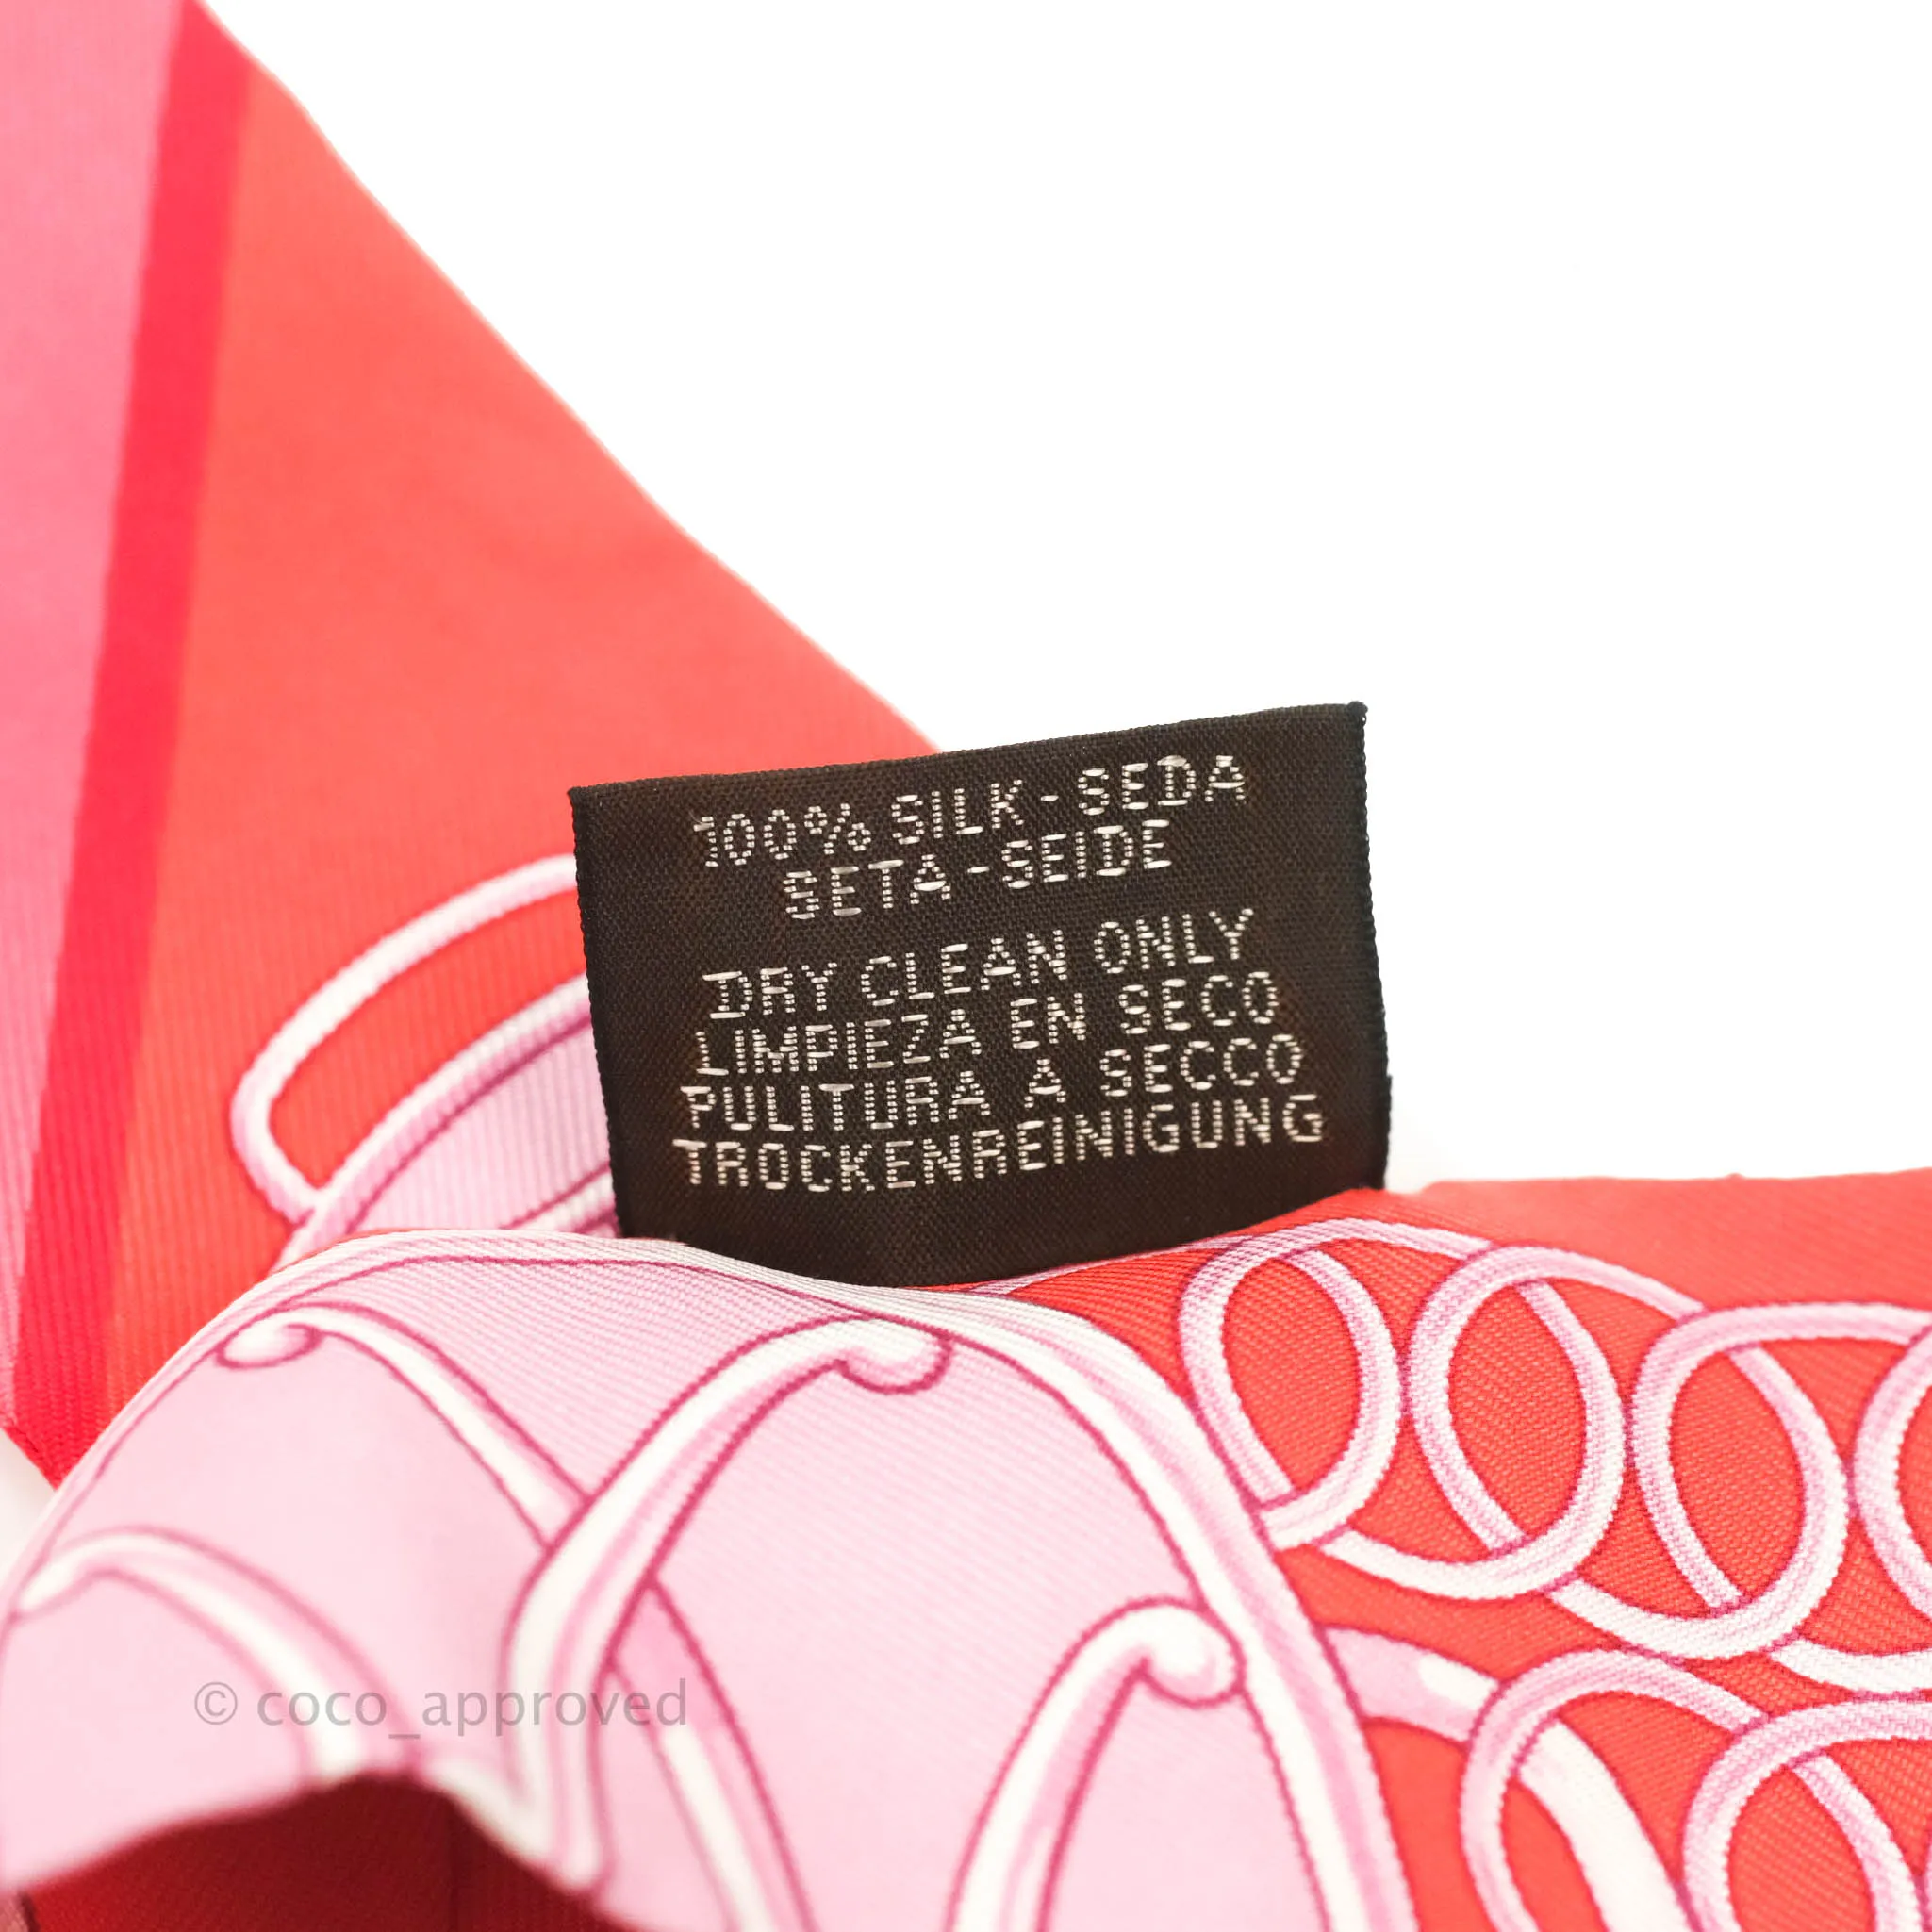 100% SILK - SEDA
SETA - SEIDE
DRY CLEAN ONLY
LIMPIEZA EN SECO
PULITURA A SECCO
TROCKENREINIGUNG
© coco_approved